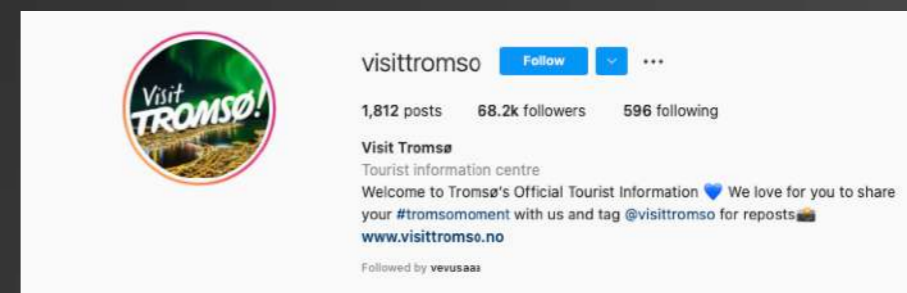 Visit
TROMSØ!
visittromso Follow
1,812 posts 68.2k followers 596 following
Visit Tromsø
Tourist information centre
Welcome to Tromsø's Official Tourist Information 💙 We love for you to share
your #tromsomoment with us and tag @visittromso for reposts📸
www.visittromso.no
Followed by